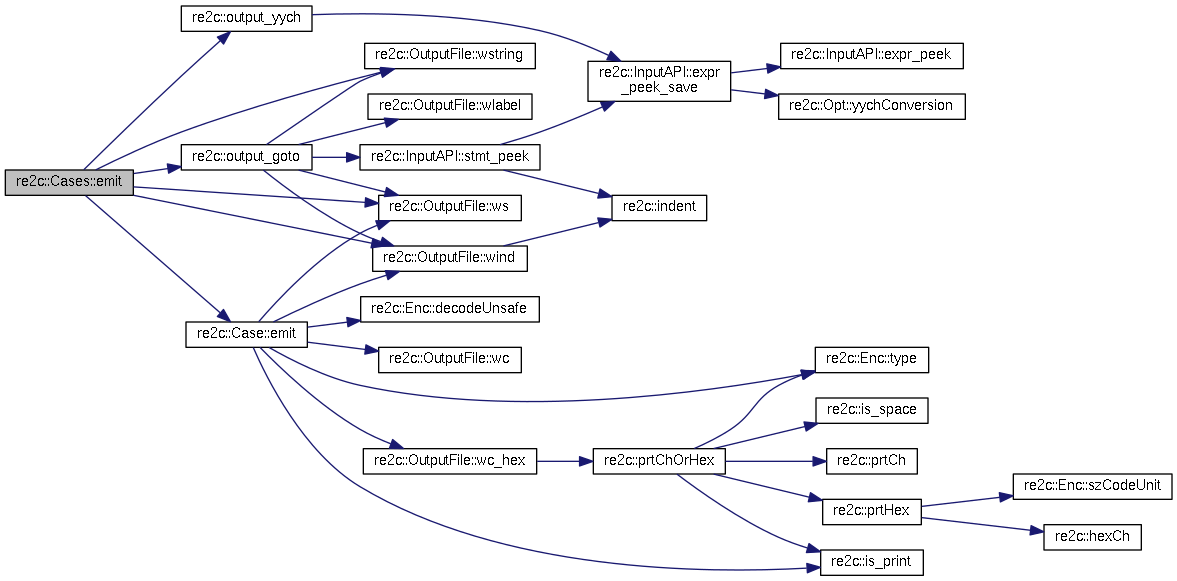 re2c::output_yych
re2c::OutputFile::wstring
re2c::InputAPI::expr_peek
re2c::InputAPI::expr
_peek_save
re2c::OutputFile::wlabel
re2c::Opt::yychConversion
re2c::output_goto
re2c::InputAPI::stmt_peek
re2c::Cases::emit
re2c::OutputFile::ws
re2c::indent
re2c::OutputFile::wind
re2c::Enc::decodeUnsafe
re2c::Case::emit
re2c::OutputFile::wc
re2c::Enc::type
re2c::is_space
re2c::OutputFile::wc_hex
re2c::prtChOrHex
re2c::prtCh
re2c::Enc::szCodeUnit
re2c::prtHex
re2c::hexCh
re2c::is_print